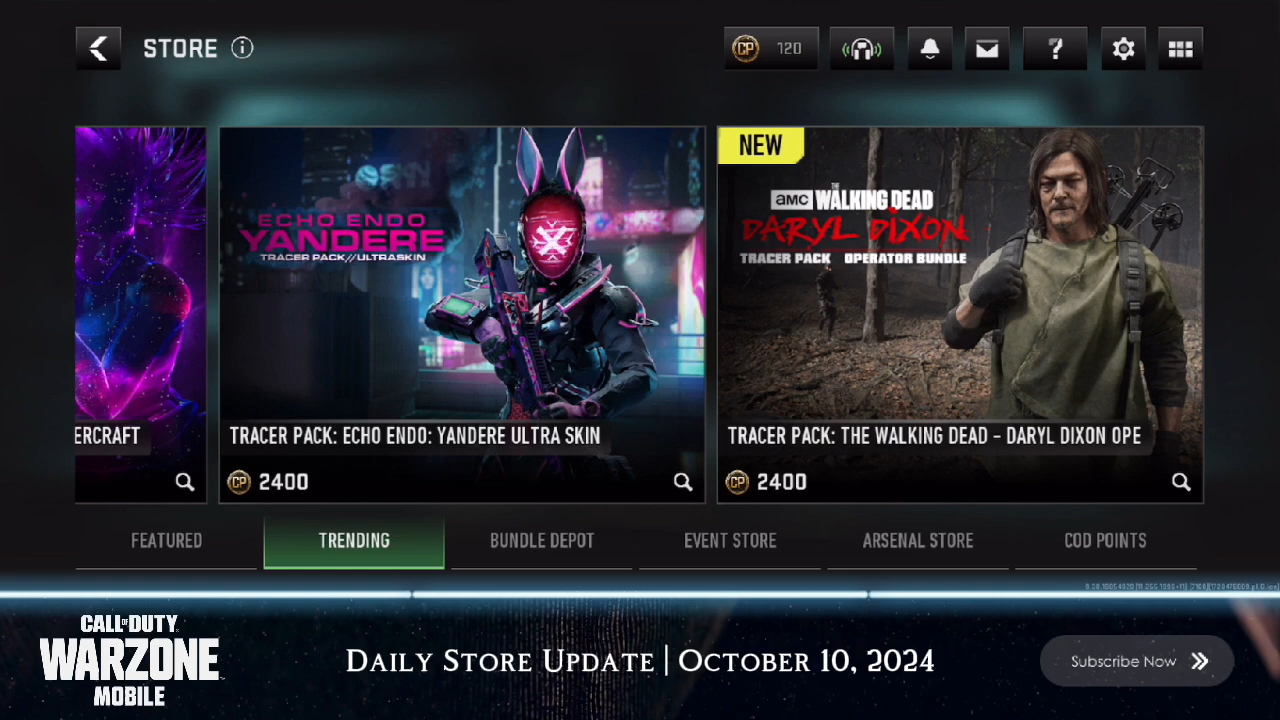 STORE
CP 120
?
NEW
ECHO ENDO
YANDERE
TRACER PACK//ULTRASKIN
amc THE WALKING DEAD
DARYL DIXON
TRACER PACK OPERATOR BUNDLE
ERCRAFT
TRACER PACK: ECHO ENDO: YANDERE ULTRA SKIN
TRACER PACK: THE WALKING DEAD - DARYL DIXON OPE
CP 2400
CP 2400
FEATURED
TRENDING
BUNDLE DEPOT
EVENT STORE
ARSENAL STORE
COD POINTS
CALL OF DUTY
WARZONE
MOBILE
Daily Store Update | October 10, 2024
Subscribe Now